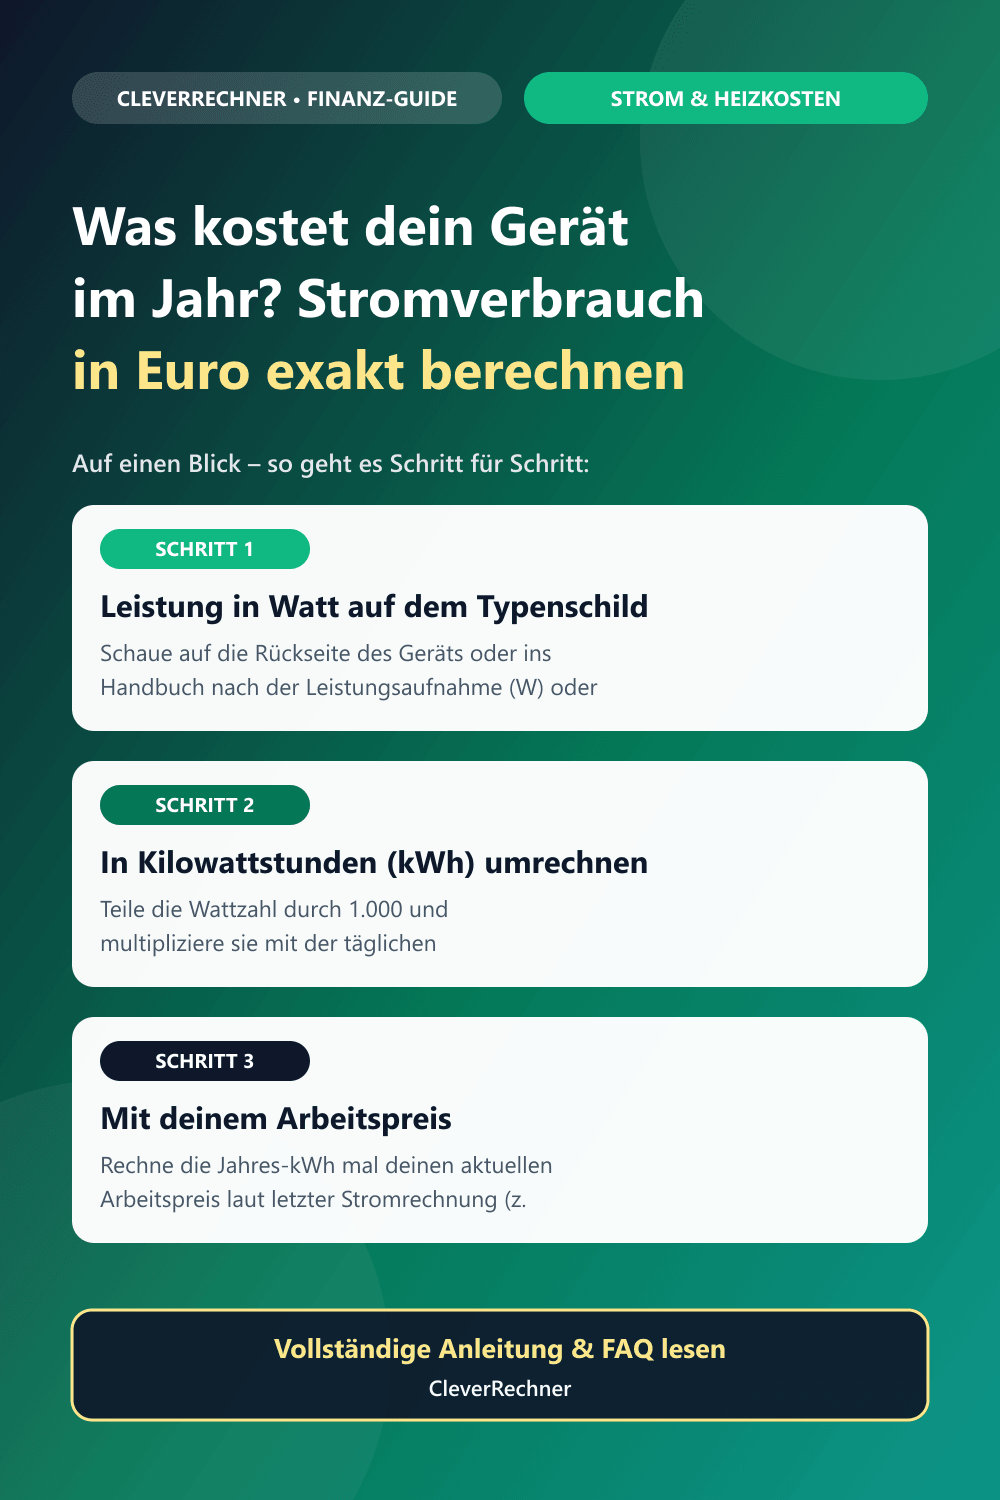 CLEVERRECHNER • FINANZ-GUIDE
STROM & HEIZKOSTEN
Was kostet dein Gerät
im Jahr? Stromverbrauch
in Euro exakt berechnen
Auf einen Blick – so geht es Schritt für Schritt:
SCHRITT 1
Leistung in Watt auf dem Typenschild
Schaue auf die Rückseite des Geräts oder ins
Handbuch nach der Leistungsaufnahme (W) oder
SCHRITT 2
In Kilowattstunden (kWh) umrechnen
Teile die Wattzahl durch 1.000 und
multipliziere sie mit der täglichen
SCHRITT 3
Mit deinem Arbeitspreis
Rechne die Jahres-kWh mal deinen aktuellen
Arbeitspreis laut letzter Stromrechnung (z.
Vollständige Anleitung & FAQ lesen
CleverRechner